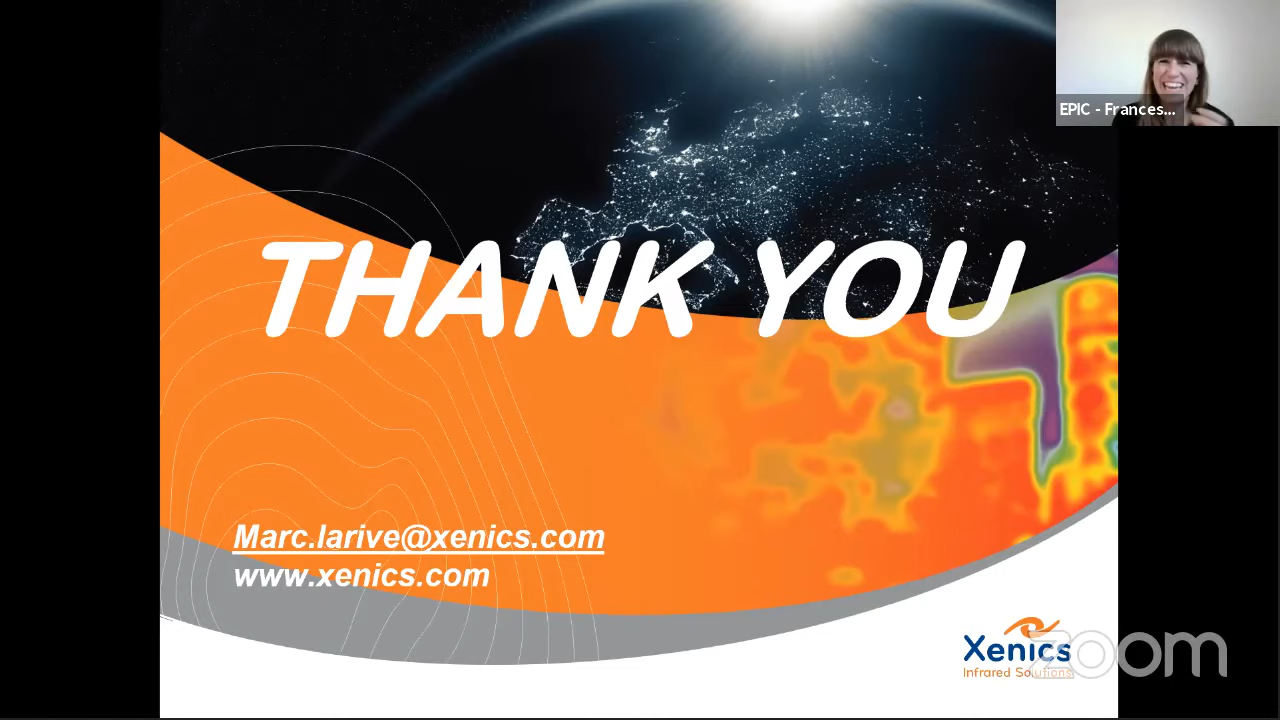 EPIC - Frances...
THANK YOU
Marc.larive@xenics.com
www.xenics.com
Xenics
Infrared Solutions
zoom